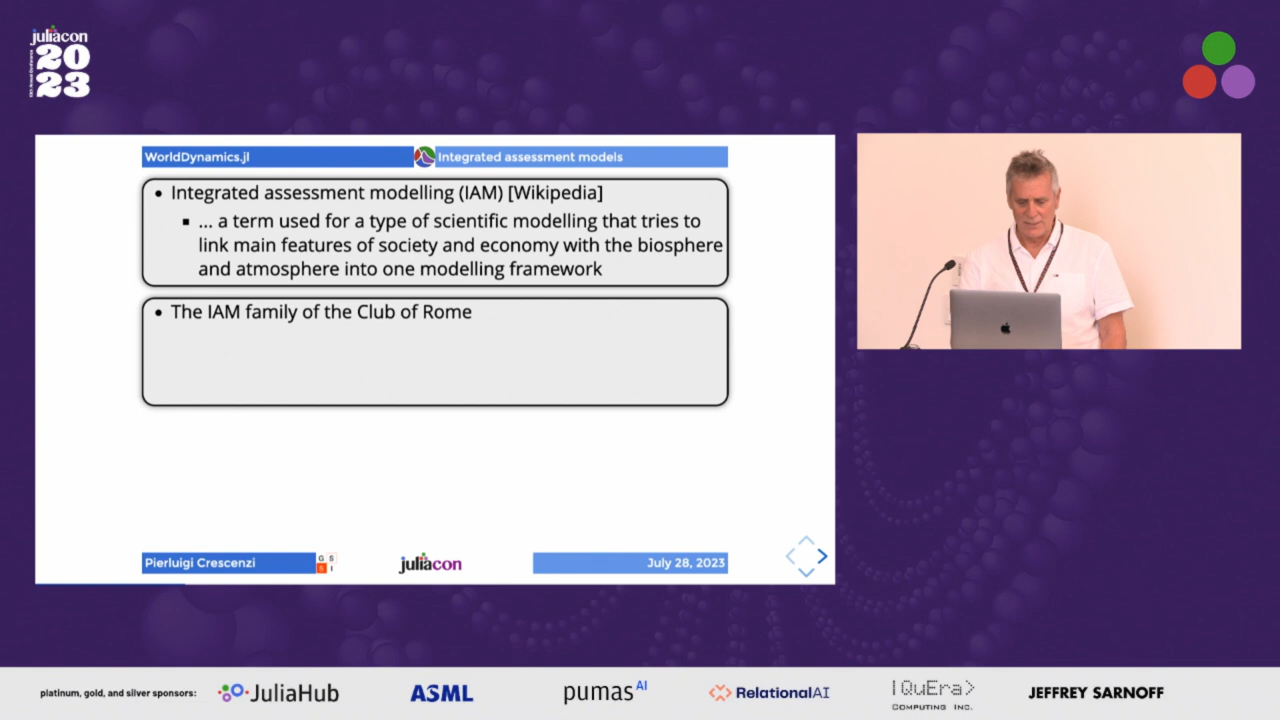 juliacon
20
23
WorldDynamics.jl
Integrated assessment models
• Integrated assessment modelling (IAM) [Wikipedia]
▪ ... a term used for a type of scientific modelling that tries to
link main features of society and economy with the biosphere
and atmosphere into one modelling framework
• The IAM family of the Club of Rome
Pierluigi Crescenzi
G S
S I
juliacon
July 28, 2023
platinum, gold, and silver sponsors:
JuliaHub
ASML
pumas AI
RelationalAI
|QuEra>
COMPUTING INC.
JEFFREY SARNOFF